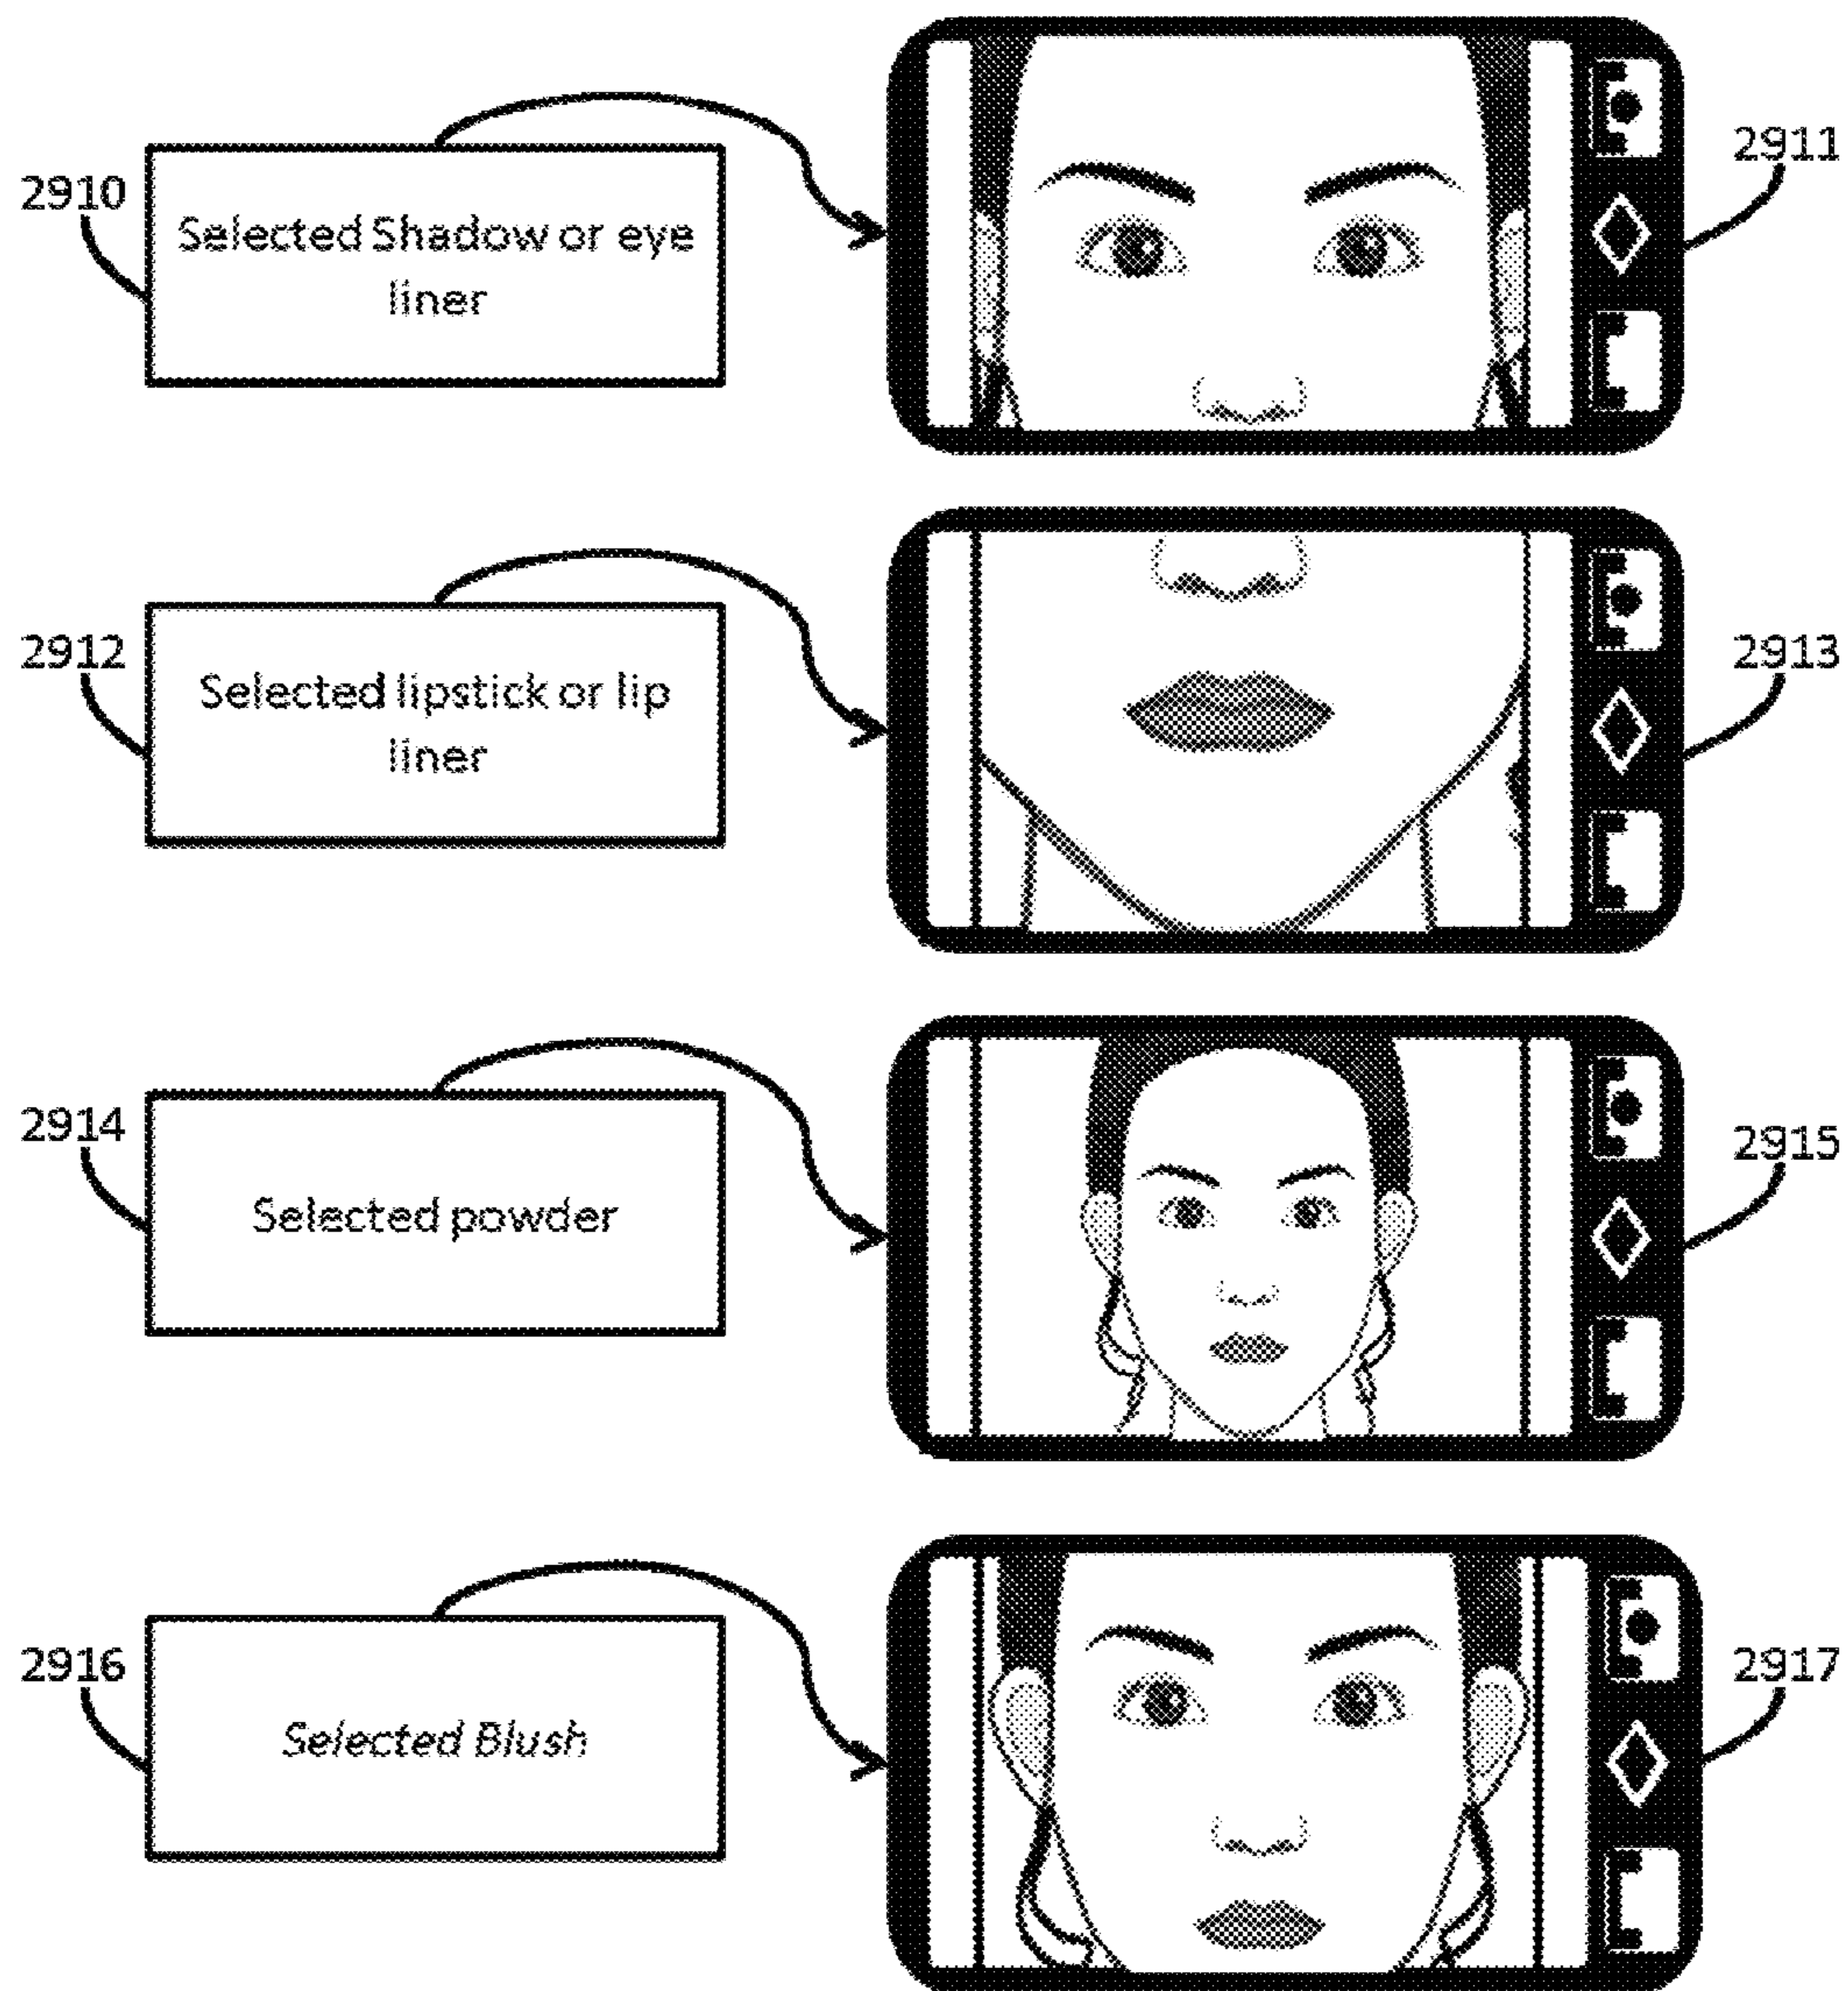 2910
Selected Shadow or eye
liner
2911
2912
Selected lipstick or lip
liner
2913
2914
Selected powder
2915
2916
Selected Blush
2917